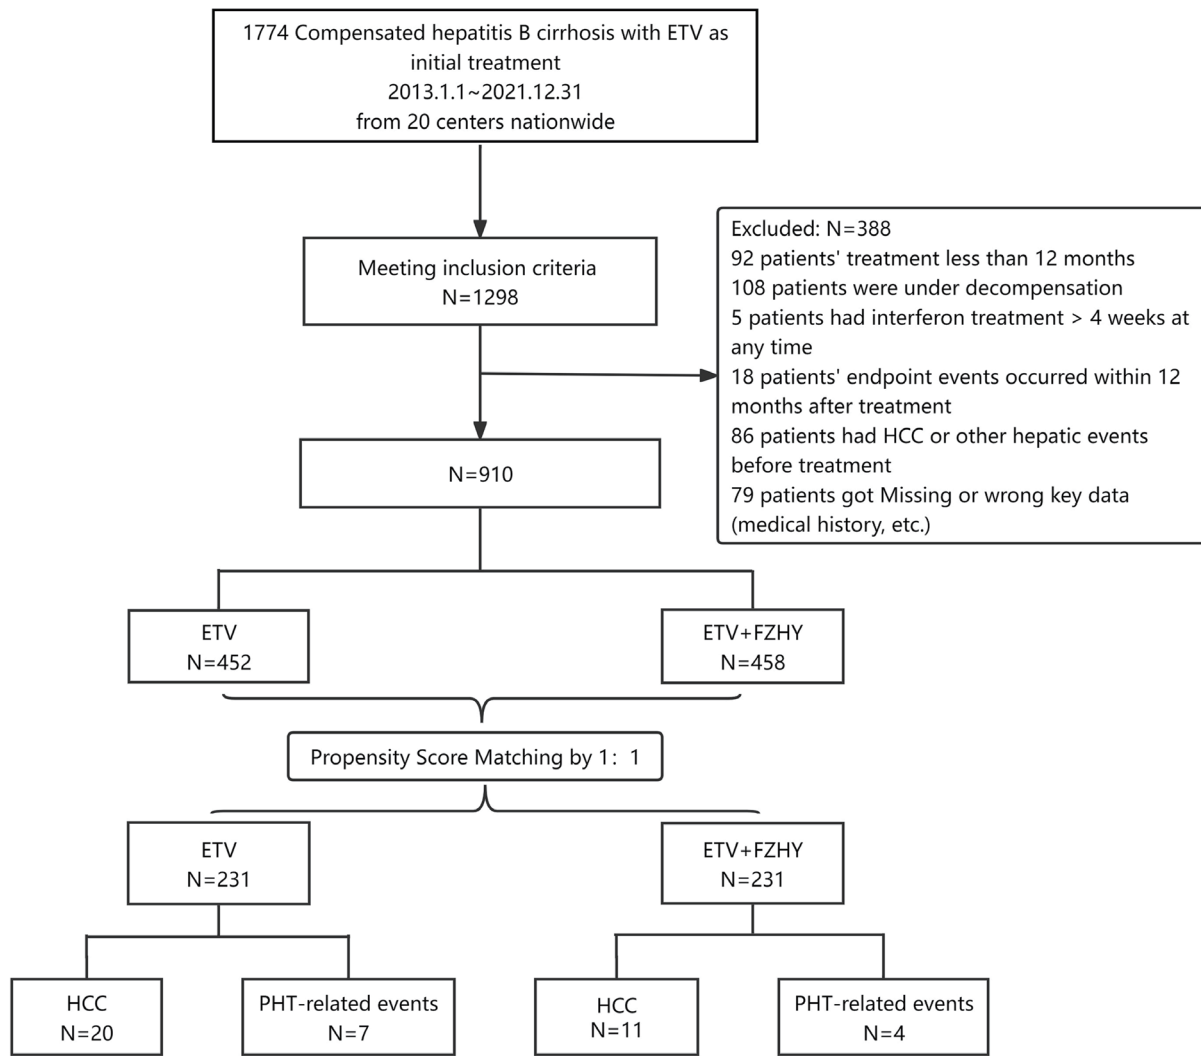 1774 Compensated hepatitis B cirrhosis with ETV as
initial treatment
2013.1.1~2021.12.31
from 20 centers nationwide
Meeting inclusion criteria
N=1298
Excluded: N=388
92 patients' treatment less than 12 months
108 patients were under decompensation
5 patients had interferon treatment > 4 weeks at
any time
18 patients' endpoint events occurred within 12
months after treatment
86 patients had HCC or other hepatic events
before treatment
79 patients got Missing or wrong key data
(medical history, etc.)
N=910
ETV
N=452
ETV+FZHY
N=458
Propensity Score Matching by 1：1
ETV
N=231
ETV+FZHY
N=231
HCC
N=20
PHT-related events
N=7
HCC
N=11
PHT-related events
N=4